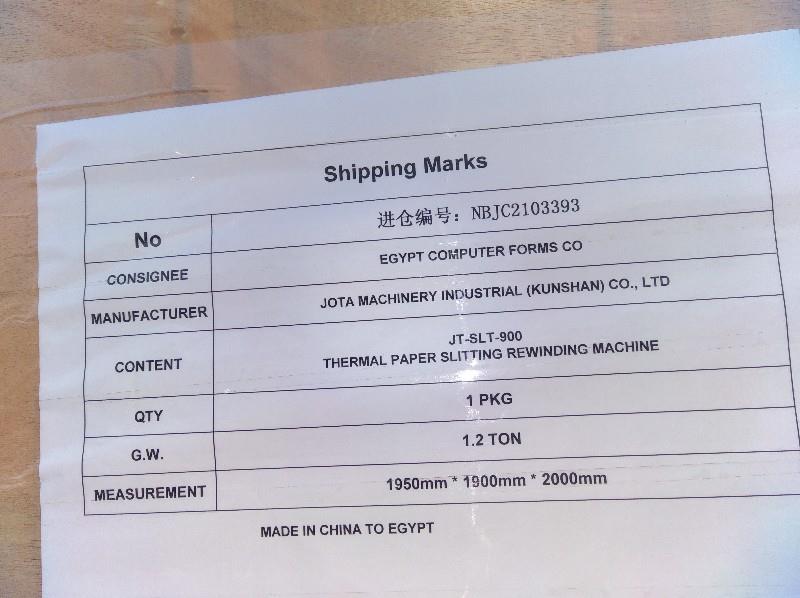 Shipping Marks
No
进仓编号：NBJC2103393
CONSIGNEE
EGYPT COMPUTER FORMS CO
MANUFACTURER
JOTA MACHINERY INDUSTRIAL (KUNSHAN) CO., LTD
CONTENT
JT-SLT-900
THERMAL PAPER SLITTING REWINDING MACHINE
QTY
1 PKG
G.W.
1.2 TON
MEASUREMENT
1950mm * 1900mm * 2000mm
MADE IN CHINA TO EGYPT